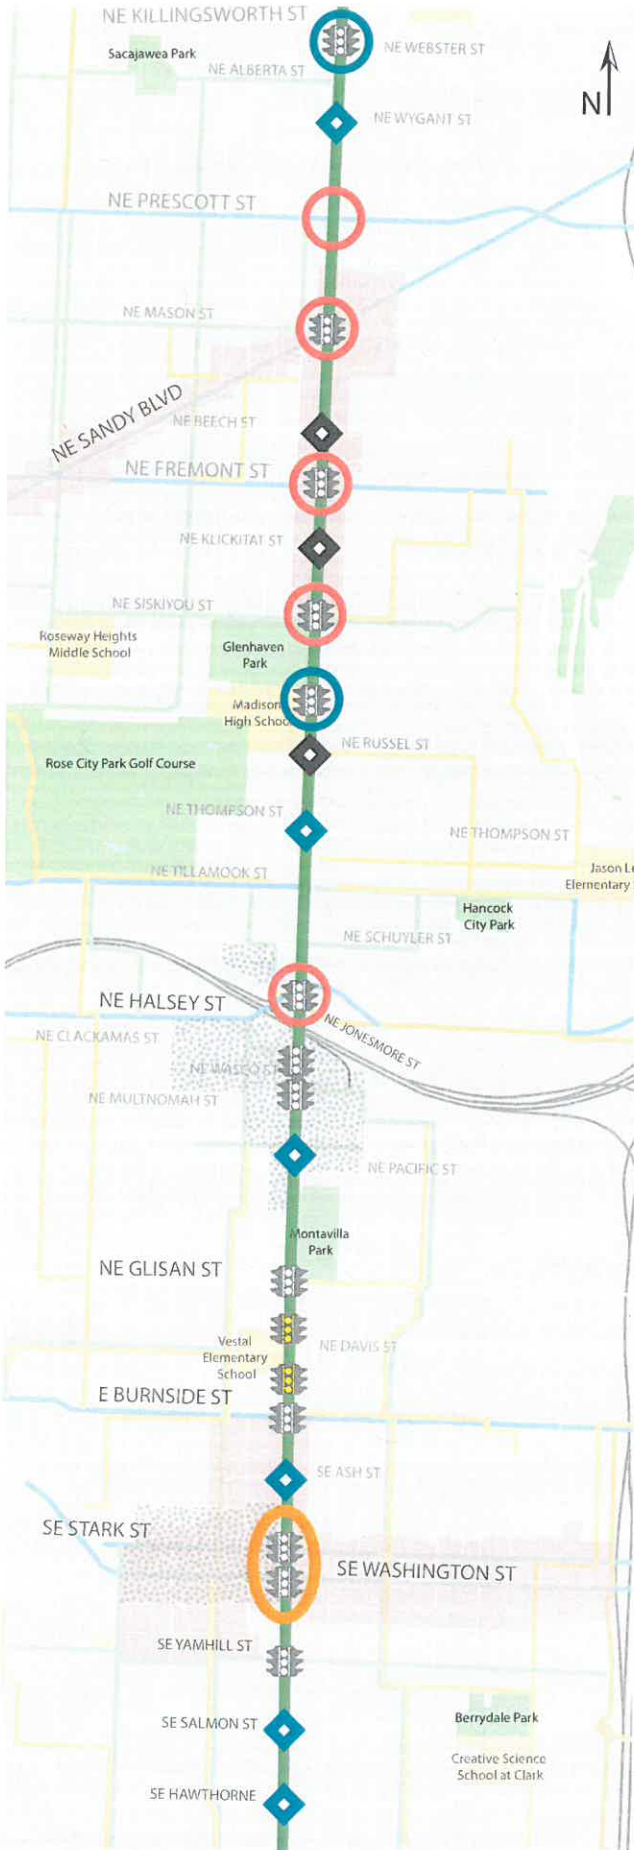 NE KILLINGSWORTH ST
NE WEBSTER ST
Sacajawea Park
NE ALBERTA ST
N
NE WYGANT ST
NE PRESCOTT ST
NE MASON ST
NE SANDY BLVD
NE BEECH ST
NE FREMONT ST
NE KLICKITAT ST
NE SISKIYOU ST
Roseway Heights
Middle School
Glenhaven
Park
Madison
High School
NE RUSSEL ST
Rose City Park Golf Course
NE THOMPSON ST
NE THOMPSON ST
NE TILLAMOOK ST
Jason Le
Elementary
Hancock
City Park
NE SCHUYLER ST
NE HALSEY ST
NE JONESMORE ST
NE CLACKAMAS ST
NE WASCO ST
NE MULTNOMAH ST
NE PACIFIC ST
Montavilla
Park
NE GLISAN ST
Vestal
Elementary
School
NE DAVIS ST
E BURNSIDE ST
SE ASH ST
SE STARK ST
SE WASHINGTON ST
SE YAMHILL ST
SE SALMON ST
Berrydale Park
Creative Science
School at Clark
SE HAWTHORNE